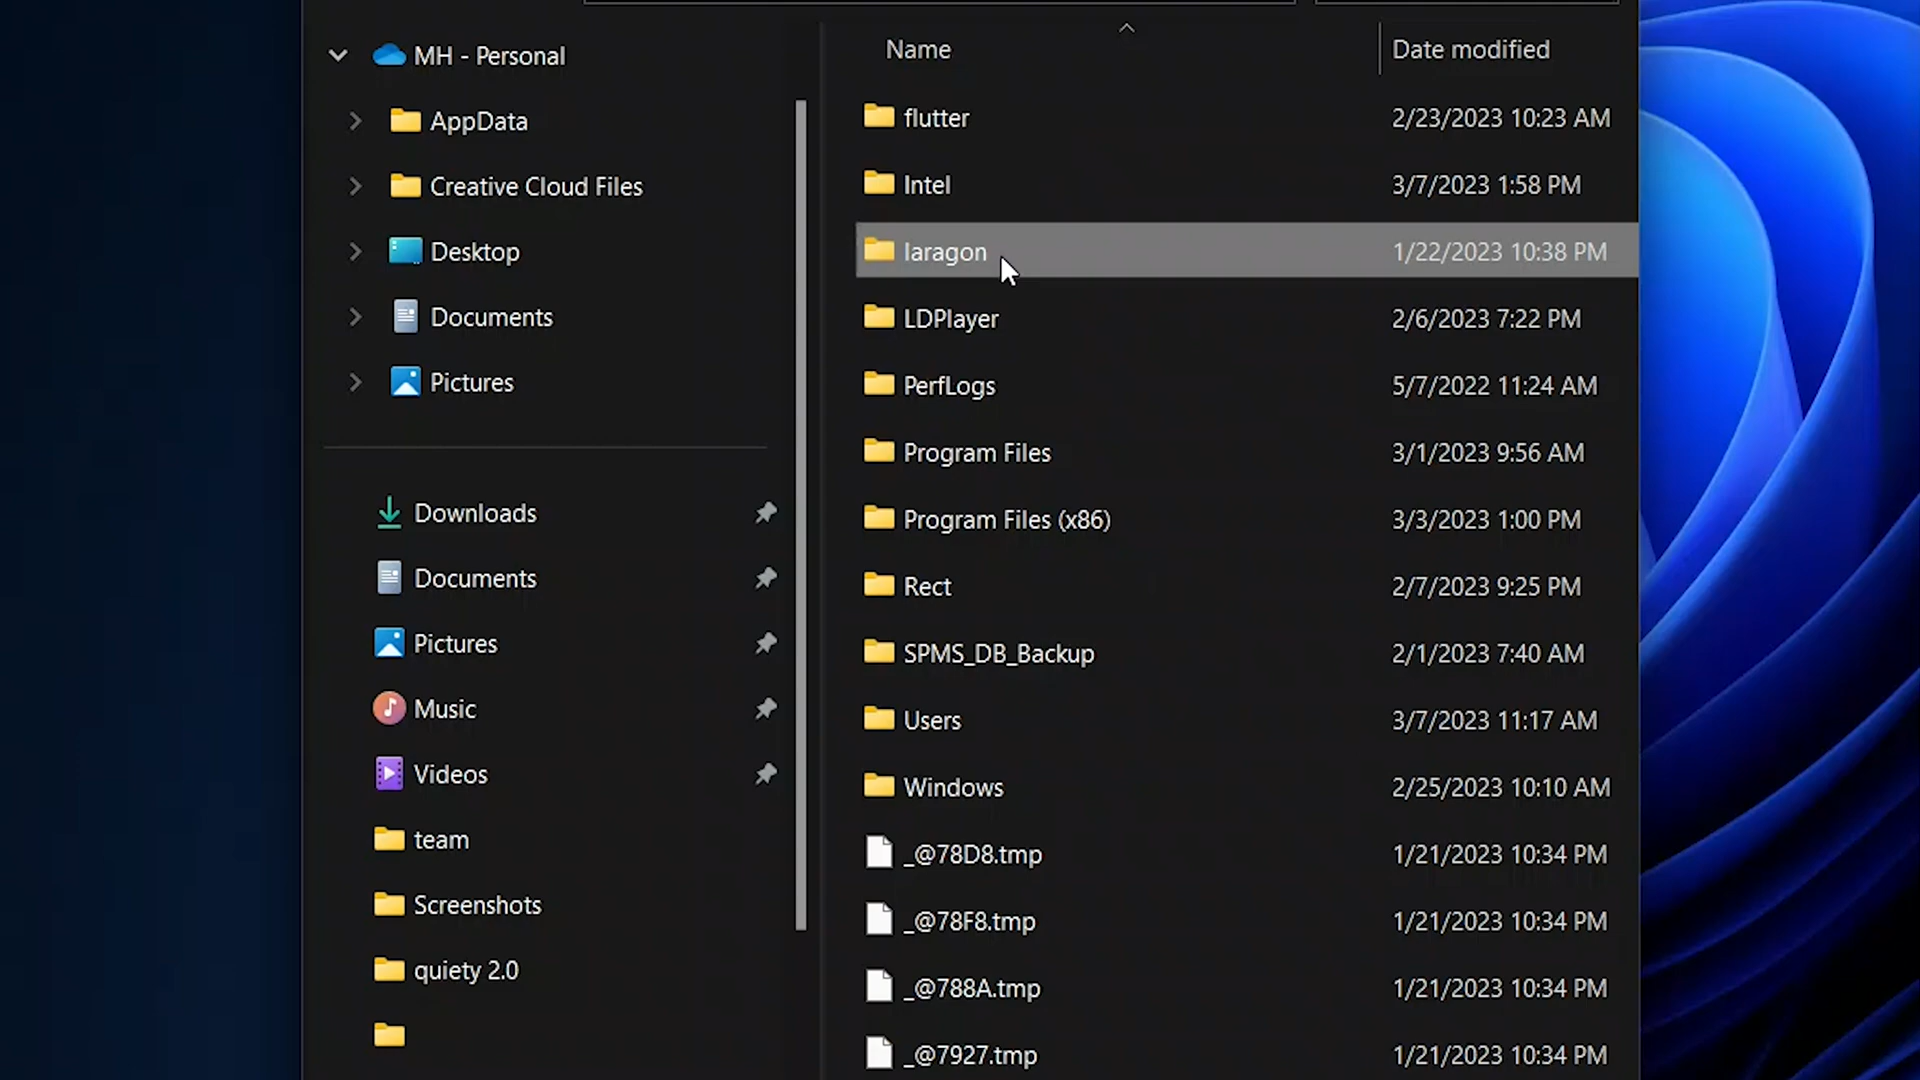 MH - Personal
AppData
Creative Cloud Files
Desktop
Documents
Pictures
Downloads
Documents
Pictures
Music
Videos
team
Screenshots
quiety 2.0
Name Date modified
flutter 2/23/2023 10:23 AM
Intel 3/7/2023 1:58 PM
laragon 1/22/2023 10:38 PM
LDPlayer 2/6/2023 7:22 PM
PerfLogs 5/7/2022 11:24 AM
Program Files 3/1/2023 9:56 AM
Program Files (x86) 3/3/2023 1:00 PM
Rect 2/7/2023 9:25 PM
SPMS_DB_Backup 2/1/2023 7:40 AM
Users 3/7/2023 11:17 AM
Windows 2/25/2023 10:10 AM
_@78D8.tmp 1/21/2023 10:34 PM
_@78F8.tmp 1/21/2023 10:34 PM
_@788A.tmp 1/21/2023 10:34 PM
_@7927.tmp 1/21/2023 10:34 PM